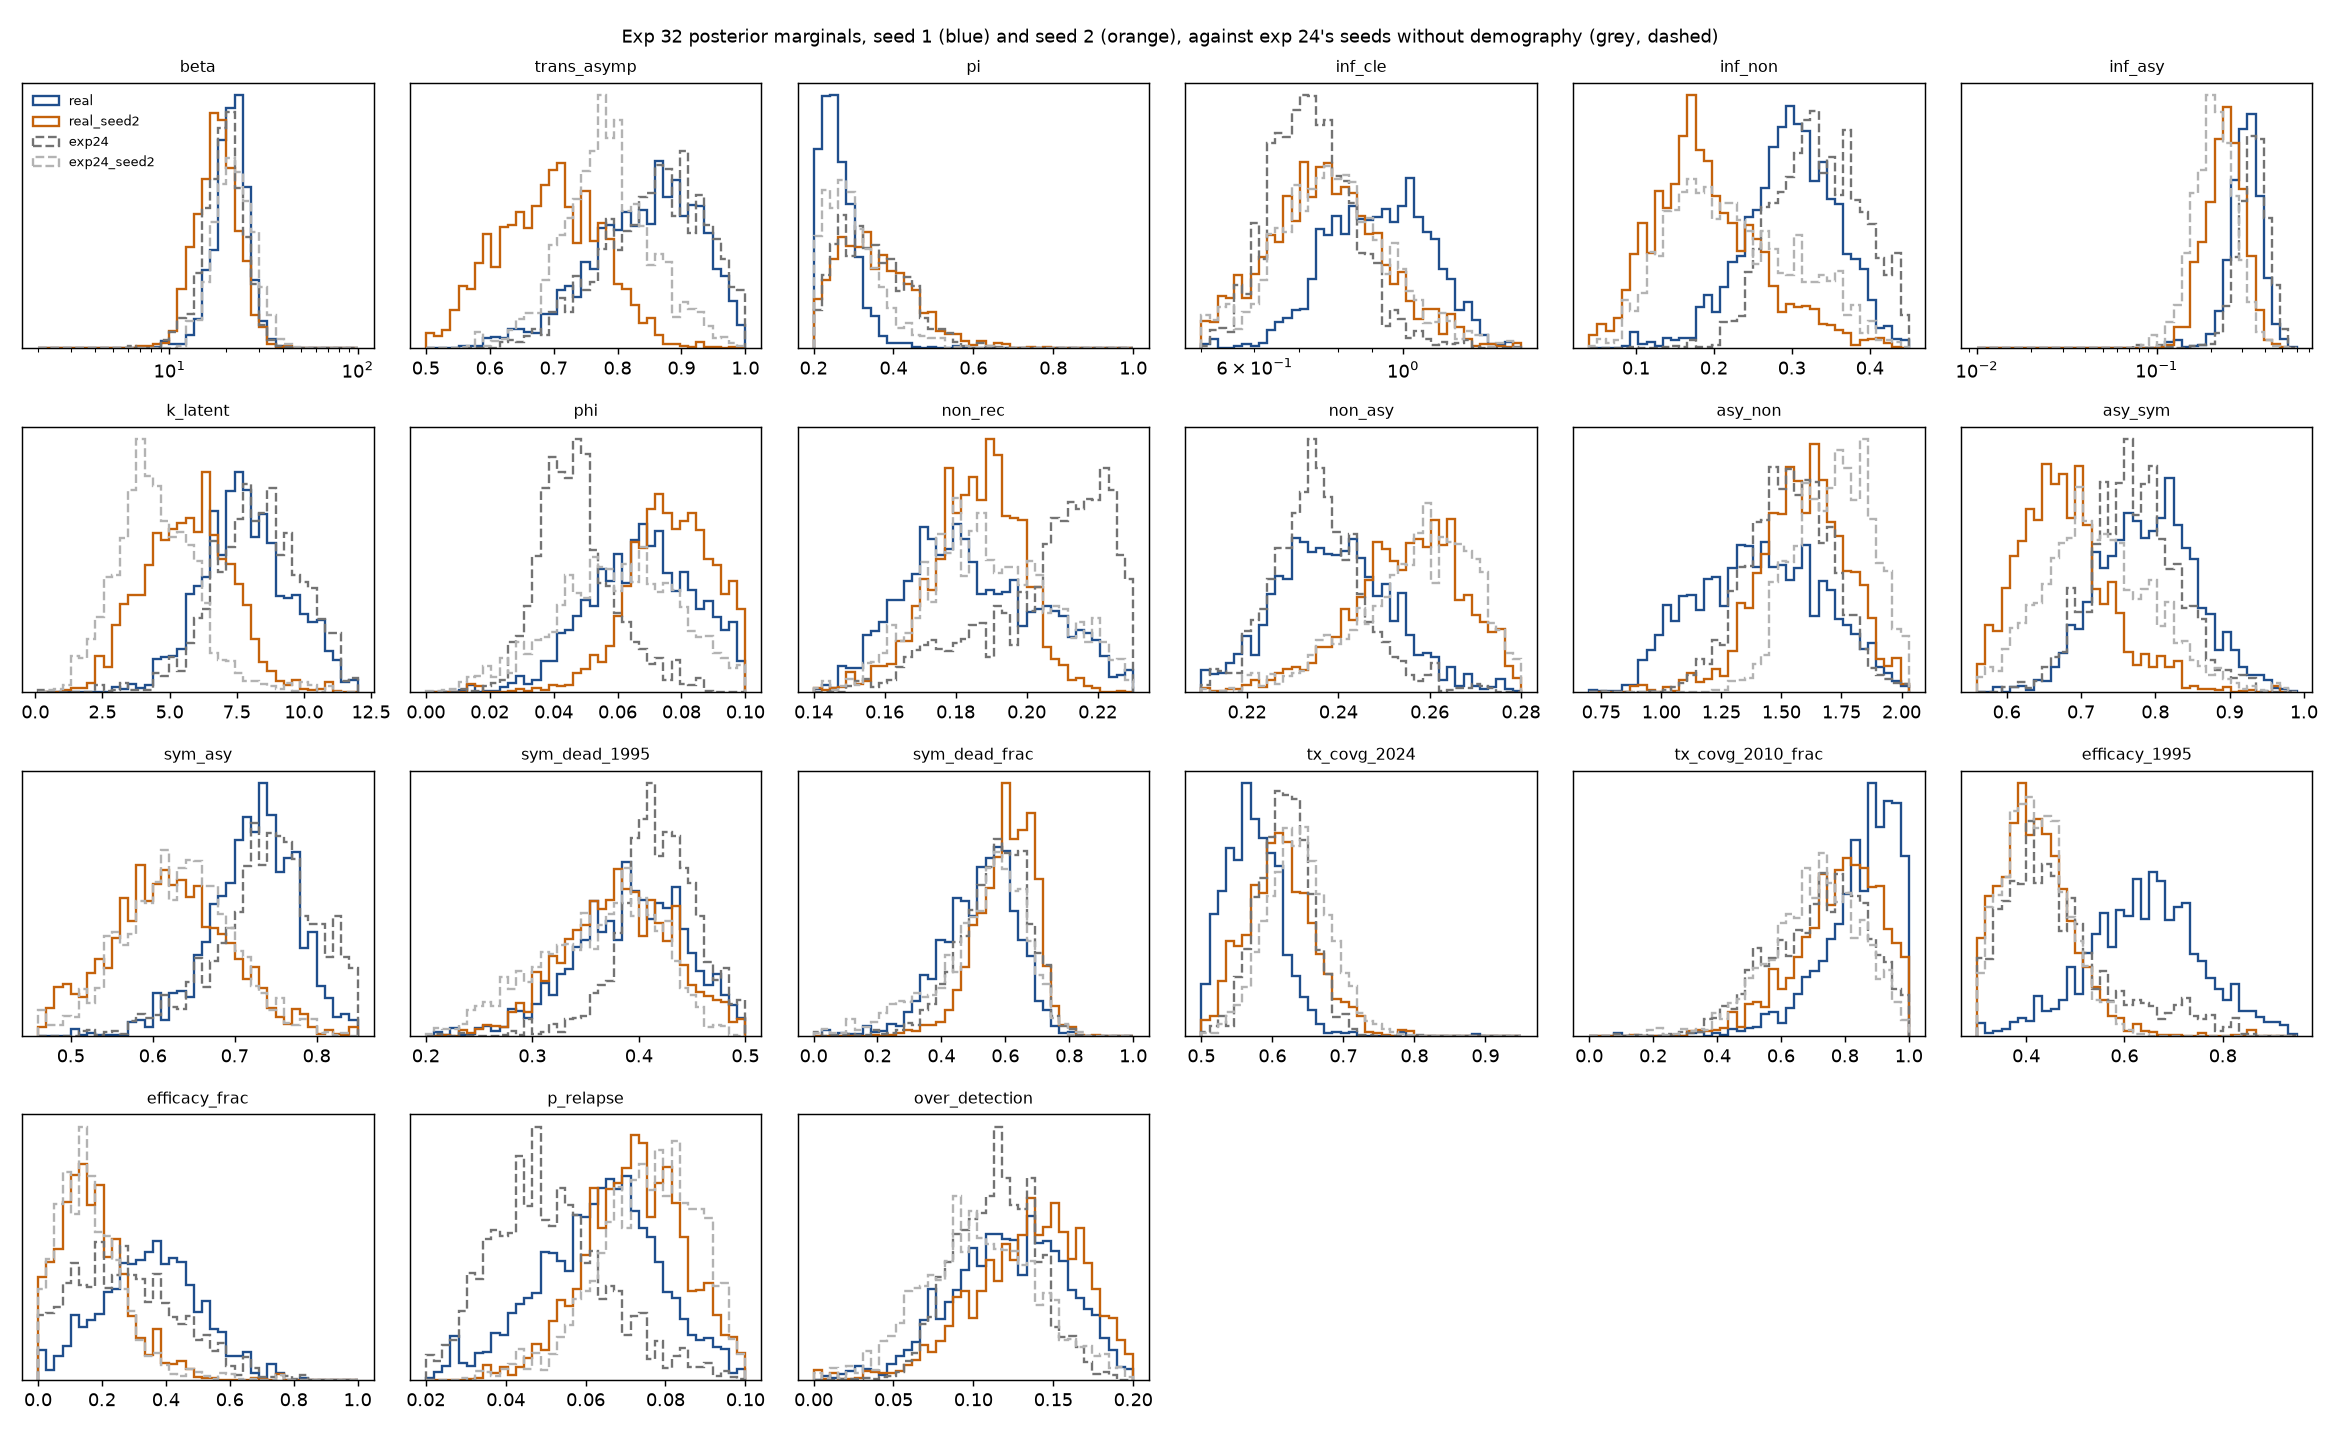 Exp 32 posterior marginals, seed 1 (blue) and seed 2 (orange), against exp 24's seeds without demography (grey, dashed)
beta trans_asymp pi inf_cle inf_non inf_asy
real
real_seed2
exp24
exp24_seed2
10¹ 10² 0.5 0.6 0.7 0.8 0.9 1.0 0.2 0.4 0.6 0.8 1.0 6 × 10⁻¹ 10⁰ 0.1 0.2 0.3 0.4 10⁻² 10⁻¹
k_latent phi non_rec non_asy asy_non asy_sym
0.0 2.5 5.0 7.5 10.0 12.5 0.00 0.02 0.04 0.06 0.08 0.10 0.14 0.16 0.18 0.20 0.22 0.22 0.24 0.26 0.28 0.75 1.00 1.25 1.50 1.75 2.00 0.6 0.7 0.8 0.9 1.0
sym_asy sym_dead_1995 sym_dead_frac tx_covg_2024 tx_covg_2010_frac efficacy_1995
0.5 0.6 0.7 0.8 0.2 0.3 0.4 0.5 0.0 0.2 0.4 0.6 0.8 1.0 0.5 0.6 0.7 0.8 0.9 0.0 0.2 0.4 0.6 0.8 1.0 0.4 0.6 0.8
efficacy_frac p_relapse over_detection
0.0 0.2 0.4 0.6 0.8 1.0 0.02 0.04 0.06 0.08 0.10 0.00 0.05 0.10 0.15 0.20